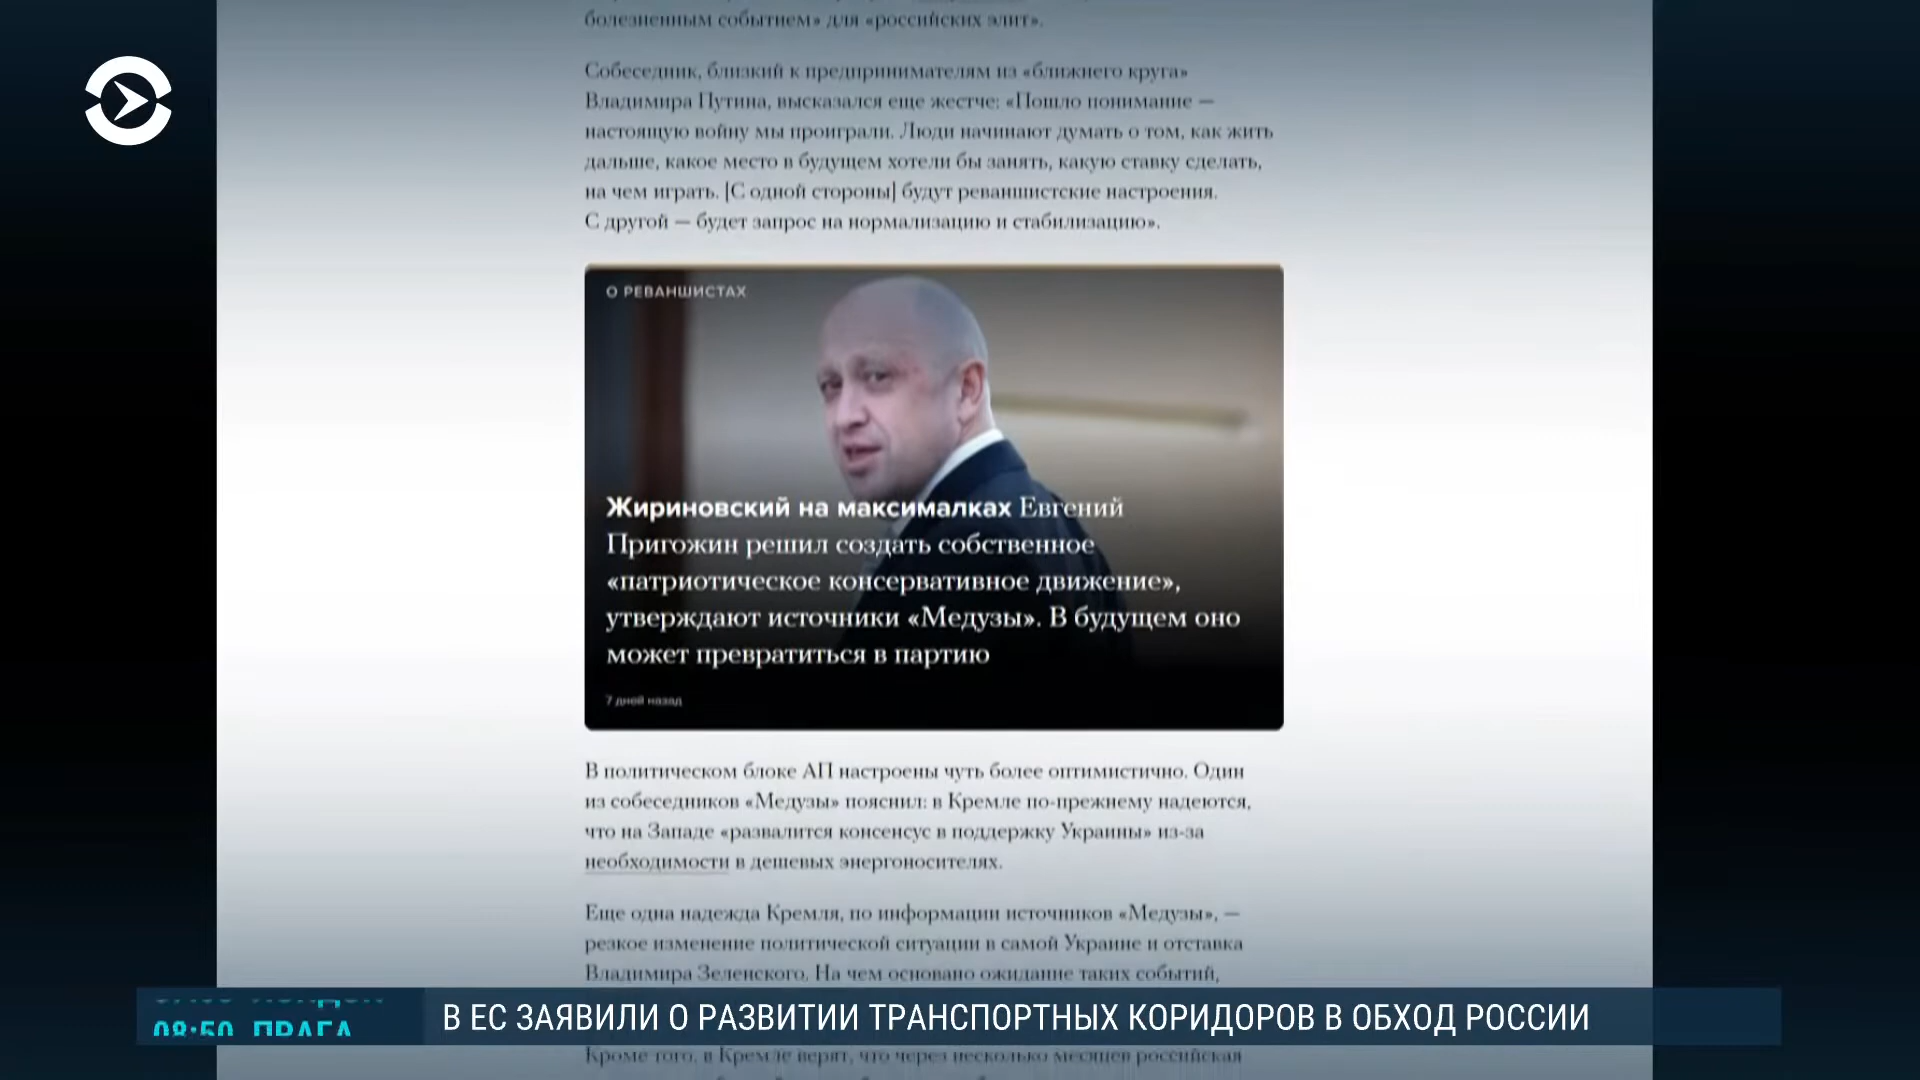 болезненным событием» для «российских элит».
Собеседник, близкий к предпринимателям из «ближнего круга»
Владимира Путина, высказался еще жестче: «Пошло понимание —
настоящую войну мы проиграли. Люди начинают думать о том, как жить
дальше, какое место в будущем хотели бы занять, какую ставку сделать,
на чем играть. [С одной стороны] будут реваншистские настроения.
С другой — будет запрос на нормализацию и стабилизацию».
О РЕВАНШИСТАХ
Жириновский на максималках Евгений
Пригожин решил создать собственное
«патриотическое консервативное движение»,
утверждают источники «Медузы». В будущем оно
может превратиться в партию
7 дней назад
В политическом блоке АП настроены чуть более оптимистично. Один
из собеседников «Медузы» пояснил: в Кремле по-прежнему надеются,
что на Западе «развалится консенсус в поддержку Украины» из-за
необходимости в дешевых энергоносителях.
Еще одна надежда Кремля, по информации источников «Медузы», —
резкое изменение политической ситуации в самой Украине и отставка
Владимира Зеленского. На чем основано ожидание таких событий,
08:50 ПРАГА
В ЕС ЗАЯВИЛИ О РАЗВИТИИ ТРАНСПОРТНЫХ КОРИДОРОВ В ОБХОД РОССИИ
Кроме того, в Кремле верят, что через несколько месяцев российская